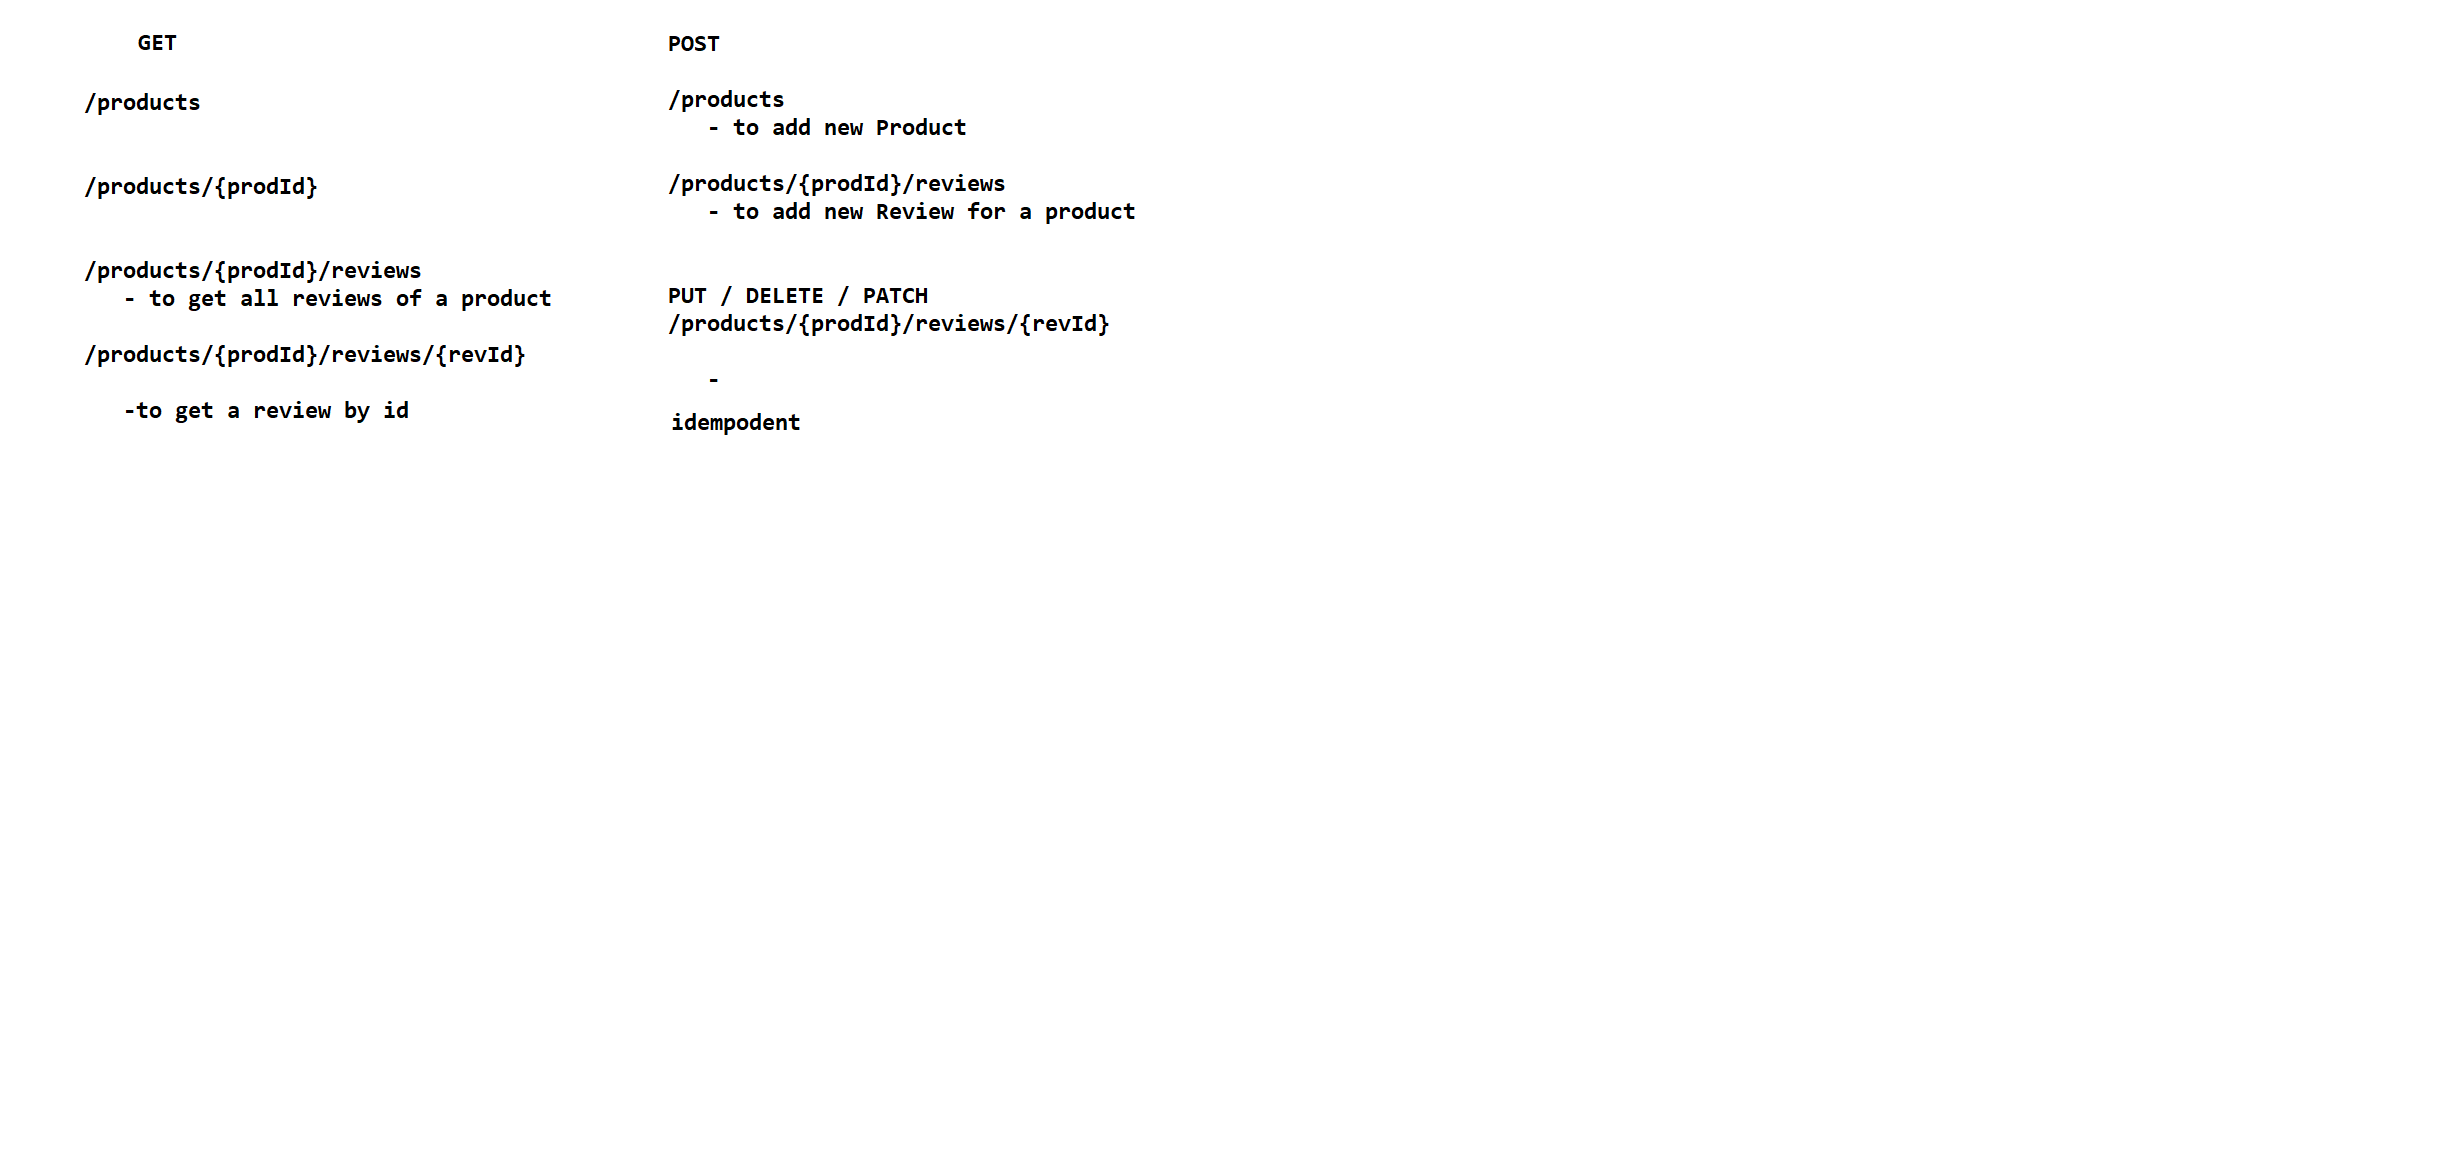 GET
/products
/products/{prodId}
/products/{prodId}/reviews
- to get all reviews of a product
/products/{prodId}/reviews/{revId}
-to get a review by id
POST
/products
- to add new Product
/products/{prodId}/reviews
- to add new Review for a product
PUT / DELETE / PATCH
/products/{prodId}/reviews/{revId}
-
idempodent